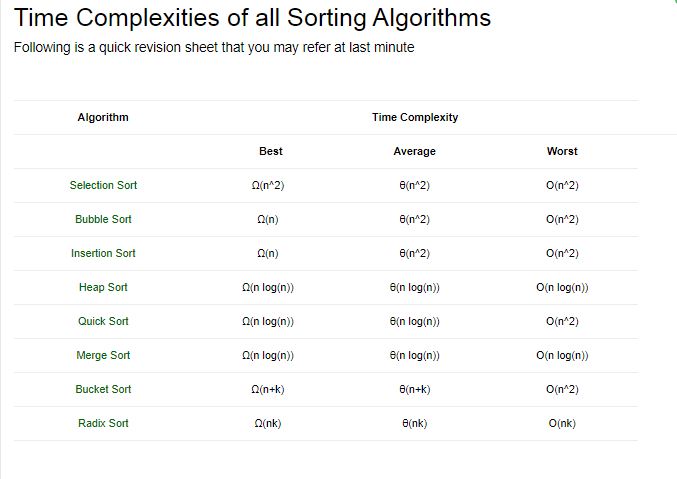 Time Complexities of all Sorting Algorithms
Following is a quick revision sheet that you may refer at last minute
Algorithm Time Complexity
Best Average Worst
Selection Sort Ω(n^2) θ(n^2) O(n^2)
Bubble Sort Ω(n) θ(n^2) O(n^2)
Insertion Sort Ω(n) θ(n^2) O(n^2)
Heap Sort Ω(n log(n)) θ(n log(n)) O(n log(n))
Quick Sort Ω(n log(n)) θ(n log(n)) O(n^2)
Merge Sort Ω(n log(n)) θ(n log(n)) O(n log(n))
Bucket Sort Ω(n+k) θ(n+k) O(n^2)
Radix Sort Ω(nk) θ(nk) O(nk)